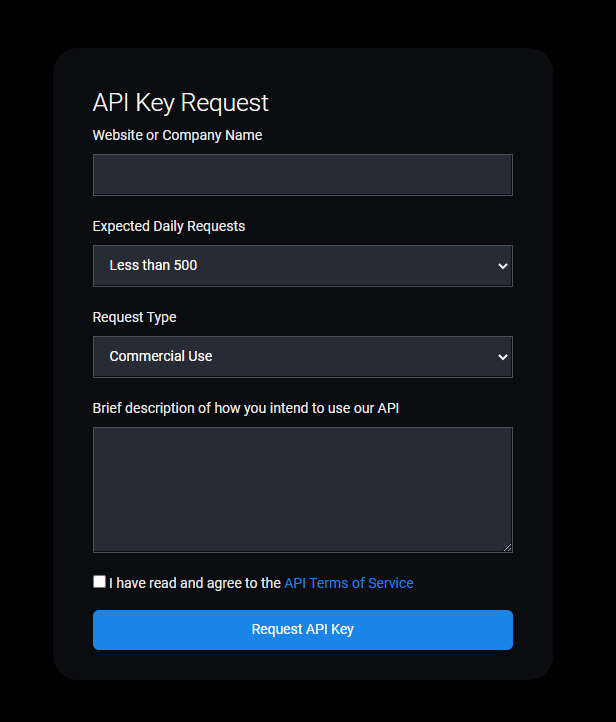 API Key Request
Website or Company Name
Expected Daily Requests
Less than 500
Request Type
Commercial Use
Brief description of how you intend to use our API
I have read and agree to the API Terms of Service
Request API Key